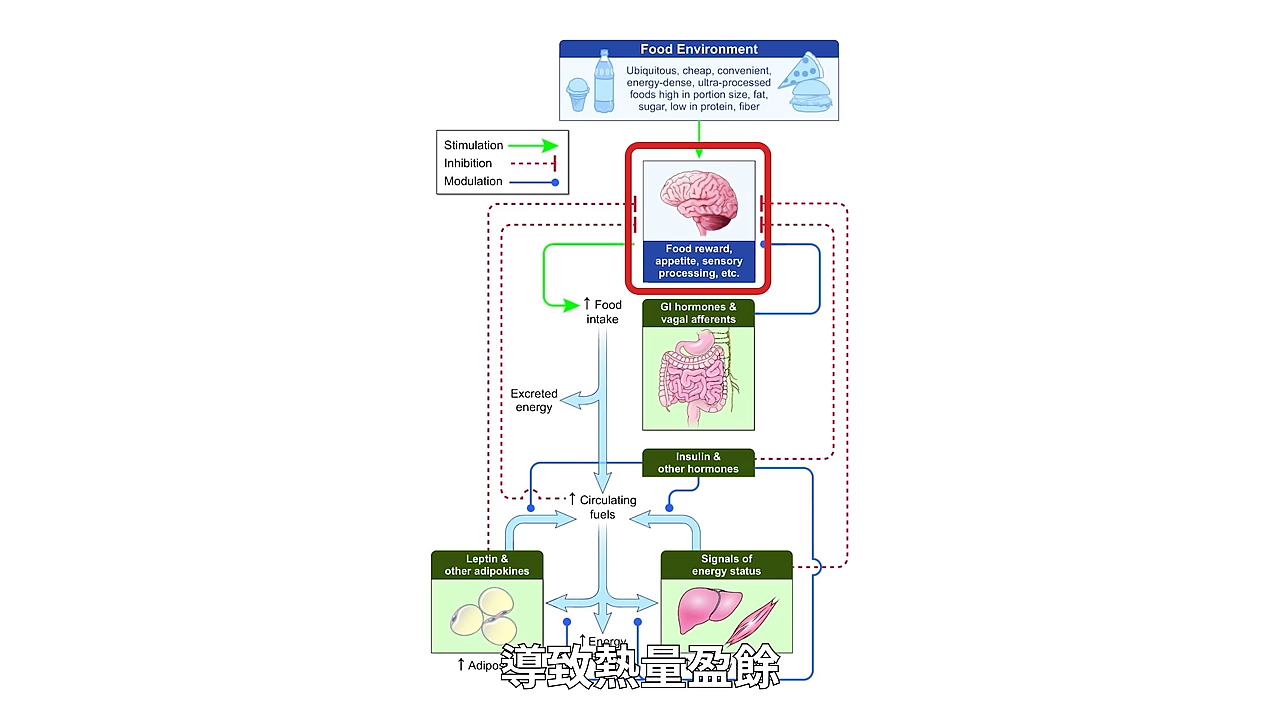 Food Environment
Ubiquitous, cheap, convenient,
energy-dense, ultra-processed
foods high in portion size, fat,
sugar, low in protein, fiber
Stimulation
Inhibition
Modulation
Food reward,
appetite, sensory
processing, etc.
↑ Food
intake
GI hormones &
vagal afferents
Excreted
energy
Insulin &
other hormones
↑ Circulating
fuels
Leptin &
other adipokines
Signals of
energy status
↑ Energy
↑
導致熱量盈餘